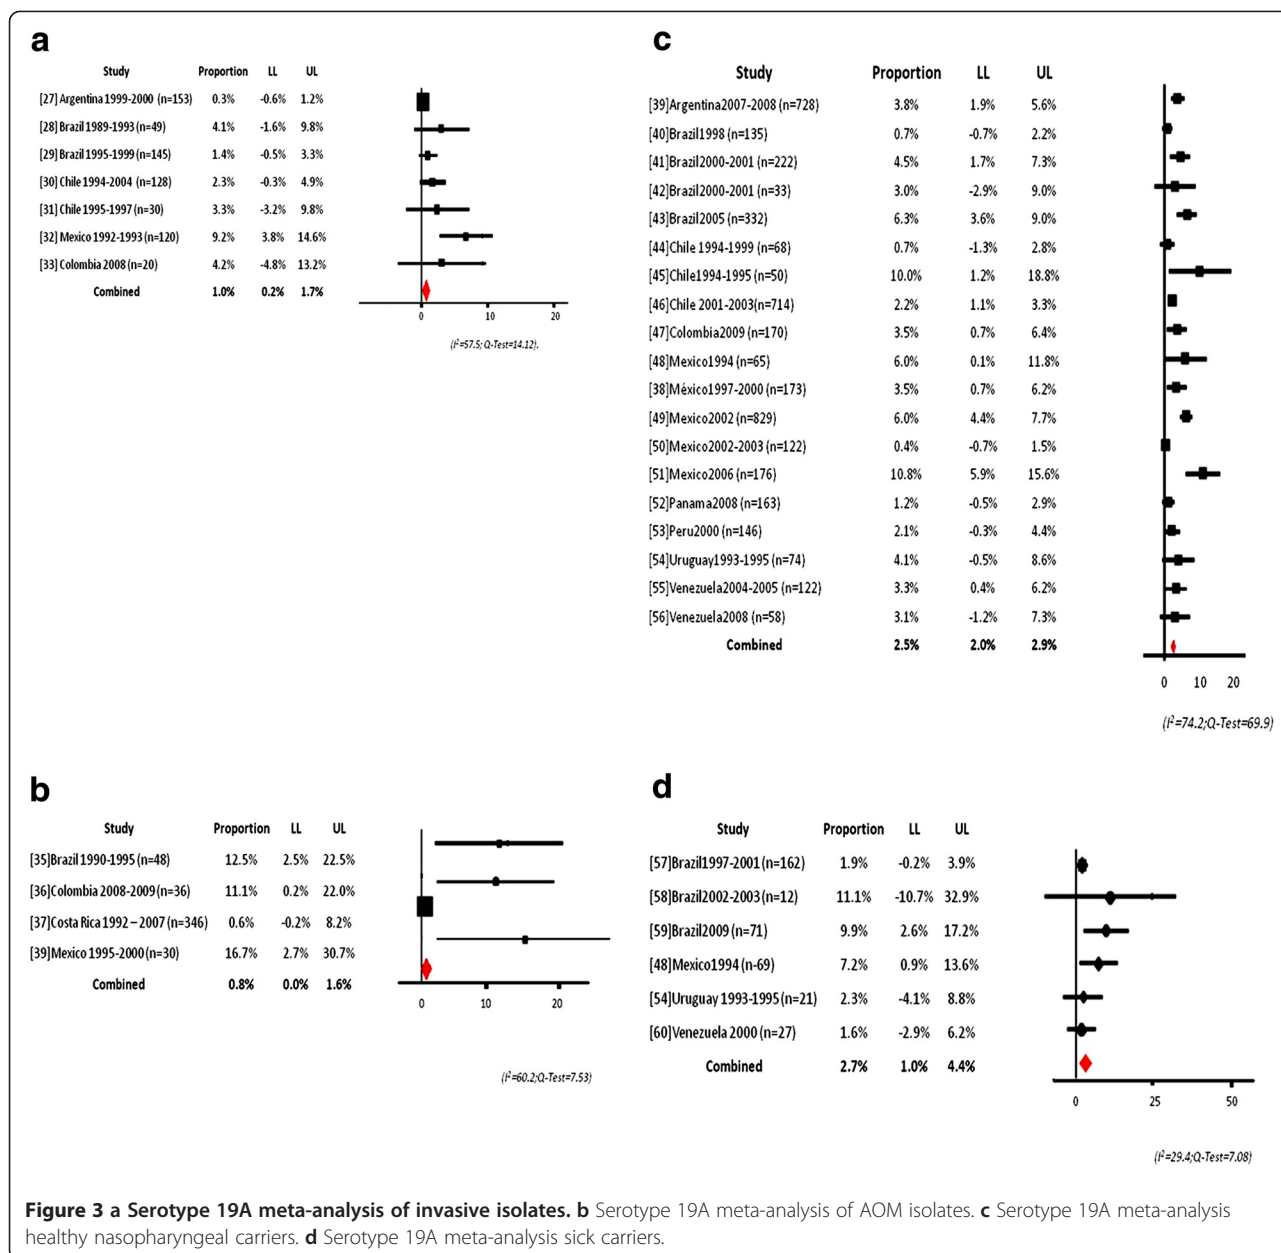 a
Study Proportion LL UL
[27] Argentina 1999-2000 (n=153) 0.3% -0.6% 1.2%
[28] Brazil 1989-1993 (n=49) 4.1% -1.6% 9.8%
[29] Brazil 1995-1999 (n=145) 1.4% -0.5% 3.3%
[30] Chile 1994-2004 (n=128) 2.3% -0.3% 4.9%
[31] Chile 1995-1997 (n=30) 3.3% -3.2% 9.8%
[32] Mexico 1992-1993 (n=120) 9.2% 3.8% 14.6%
[33] Colombia 2008 (n=20) 4.2% -4.8% 13.2%
Combined 1.0% 0.2% 1.7%
0 10 20
(I²=57.5; Q-Test=14.12).
b
Study Proportion LL UL
[35]Brazil 1990-1995 (n=48) 12.5% 2.5% 22.5%
[36]Colombia 2008-2009(n=36) 11.1% 0.2% 22.0%
[37]Costa Rica 1992 – 2007 (n=346) 0.6% -0.2% 8.2%
[39]Mexico 1995-2000 (n=30) 16.7% 2.7% 30.7%
Combined 0.8% 0.0% 1.6%
0 10 20
(I²=60.2;Q-Test=7.53)
c
Study Proportion LL UL
[39]Argentina2007-2008 (n=728) 3.8% 1.9% 5.6%
[40]Brazil1998 (n=135) 0.7% -0.7% 2.2%
[41]Brazil2000-2001 (n=222) 4.5% 1.7% 7.3%
[42]Brazil2000-2001 (n=33) 3.0% -2.9% 9.0%
[43]Brazil2005 (n=332) 6.3% 3.6% 9.0%
[44]Chile 1994-1999 (n=68) 0.7% -1.3% 2.8%
[45]Chile1994-1995 (n=50) 10.0% 1.2% 18.8%
[46]Chile 2001-2003(n=714) 2.2% 1.1% 3.3%
[47]Colombia2009 (n=170) 3.5% 0.7% 6.4%
[48]Mexico1994 (n=65) 6.0% 0.1% 11.8%
[38]México1997-2000 (n=173) 3.5% 0.7% 6.2%
[49]Mexico2002 (n=829) 6.0% 4.4% 7.7%
[50]Mexico2002-2003 (n=122) 0.4% -0.7% 1.5%
[51]Mexico2006 (n=176) 10.8% 5.9% 15.6%
[52]Panama2008 (n=163) 1.2% -0.5% 2.9%
[53]Peru2000 (n=146) 2.1% -0.3% 4.4%
[54]Uruguay1993-1995 (n=74) 4.1% -0.5% 8.6%
[55]Venezuela2004-2005 (n=122) 3.3% 0.4% 6.2%
[56]Venezuela2008 (n=58) 3.1% -1.2% 7.3%
Combined 2.5% 2.0% 2.9%
0 10 20
(I²=74.2;Q-Test=69.9)
d
Study Proportion LL UL
[57]Brazil1997-2001 (n=162) 1.9% -0.2% 3.9%
[58]Brazil2002-2003 (n=12) 11.1% -10.7% 32.9%
[59]Brazil2009 (n=71) 9.9% 2.6% 17.2%
[48]Mexico1994 (n-69) 7.2% 0.9% 13.6%
[54]Uruguay 1993-1995 (n=21) 2.3% -4.1% 8.8%
[60]Venezuela 2000 (n=27) 1.6% -2.9% 6.2%
Combined 2.7% 1.0% 4.4%
0 25 50
(I²=29.4;Q-Test=7.08)
Figure 3 a Serotype 19A meta-analysis of invasive isolates. b Serotype 19A meta-analysis of AOM isolates. c Serotype 19A meta-analysis
healthy nasopharyngeal carriers. d Serotype 19A meta-analysis sick carriers.